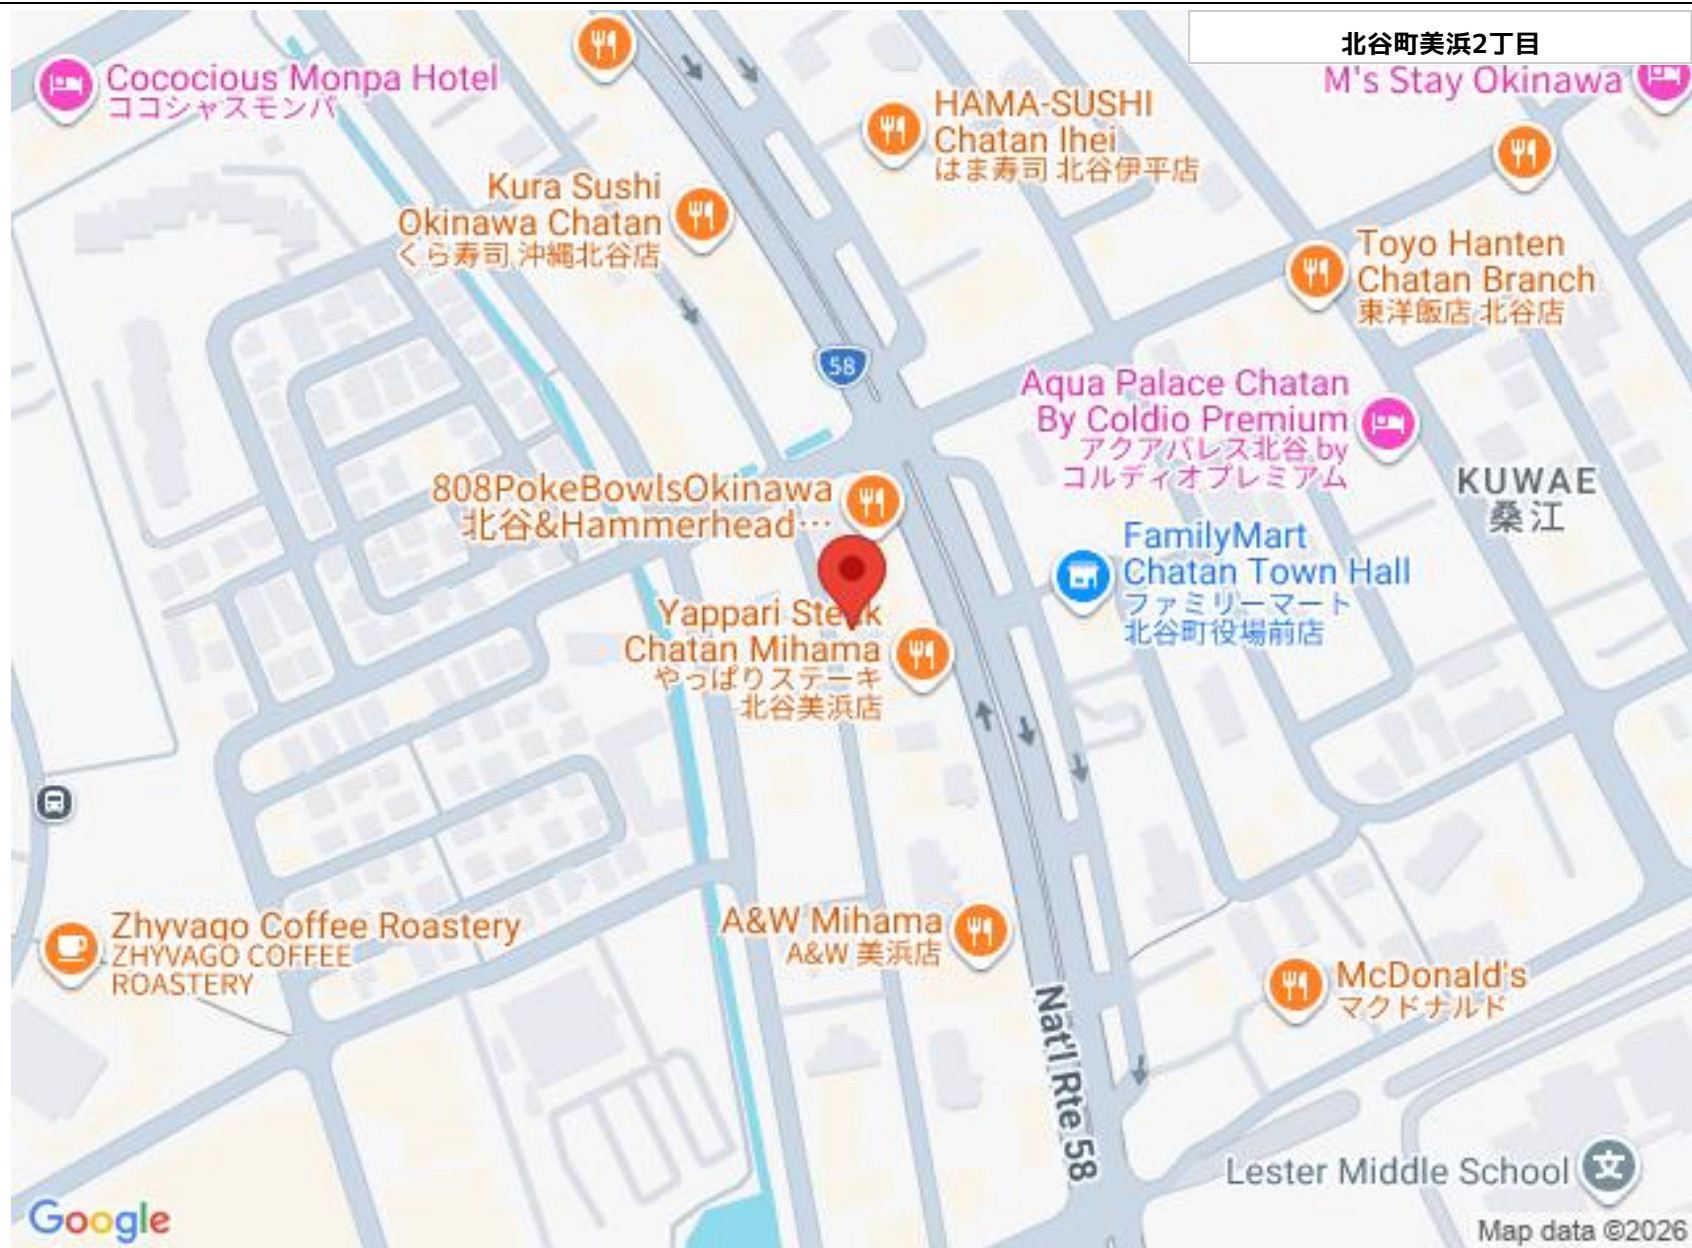 北谷町美浜2丁目
Cococious Monpa Hotel
ココシャスモンパ
M's Stay Okinawa
HAMA-SUSHI
Chatan Ihei
はま寿司 北谷伊平店
Kura Sushi
Okinawa Chatan
くら寿司 沖縄北谷店
Toyo Hanten
Chatan Branch
東洋飯店 北谷店
58
Aqua Palace Chatan
By Coldio Premium
アクアパレス北谷 by
コルディオプレミアム
KUWAE
桑江
808PokeBowlsOkinawa
北谷&Hammerhead…
FamilyMart
Chatan Town Hall
ファミリーマート
北谷町役場前店
Yappari Steak
Chatan Mihama
やっぱりステーキ
北谷美浜店
Zhyvago Coffee Roastery
ZHYVAGO COFFEE
ROASTERY
A&W Mihama
A&W 美浜店
McDonald's
マクドナルド
Nat'l Rte 58
Lester Middle School
文
Google
Map data ©2026